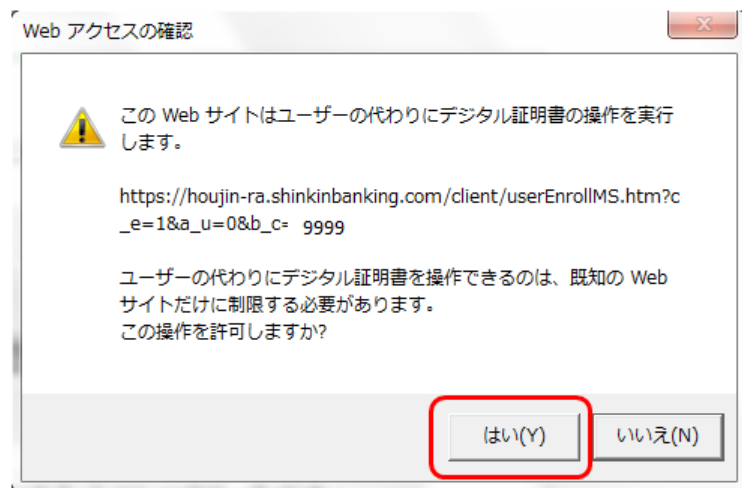 Web アクセスの確認
この Web サイトはユーザーの代わりにデジタル証明書の操作を実行
します。
https://houjin-ra.shinkinbanking.com/client/userEnrollMS.htm?c
_e=1&a_u=0&b_c= 9999
ユーザーの代わりにデジタル証明書を操作できるのは、既知の Web
サイトだけに制限する必要があります。
この操作を許可しますか?
はい(Y) いいえ(N)